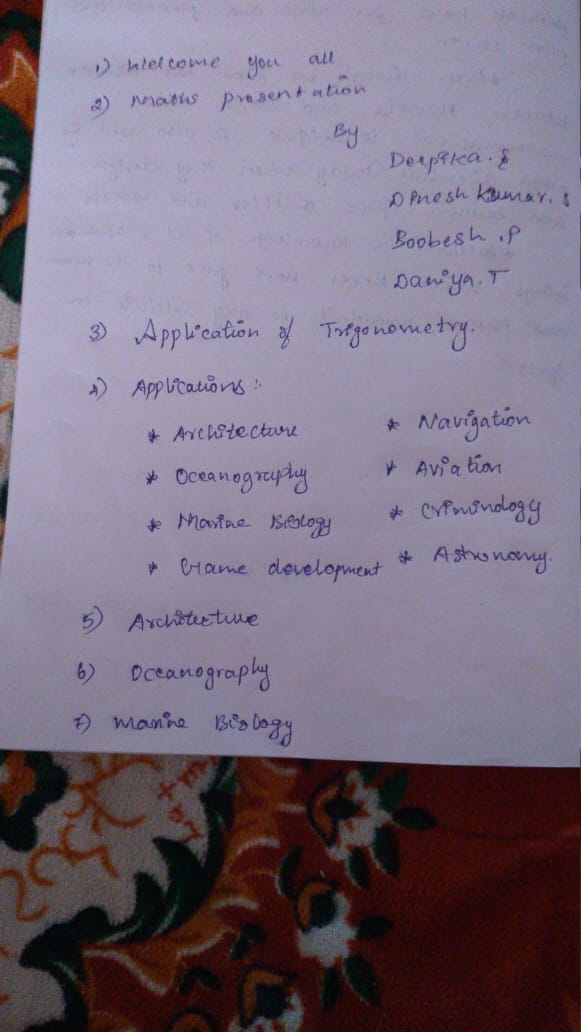 1) Welcome you all
2) Maths presentation
By
Deepika.
Dinesh Kumar. S
Boobesh .P
Daniya. T
3) Application of Trigonometry.
4) Applications :-
* Architecture * Navigation
* Oceanography * Aviation
* Marine Biology * Criminology
* Game development * Astronomy.
5) Architecture
6) Oceanography
7) Marine Biology